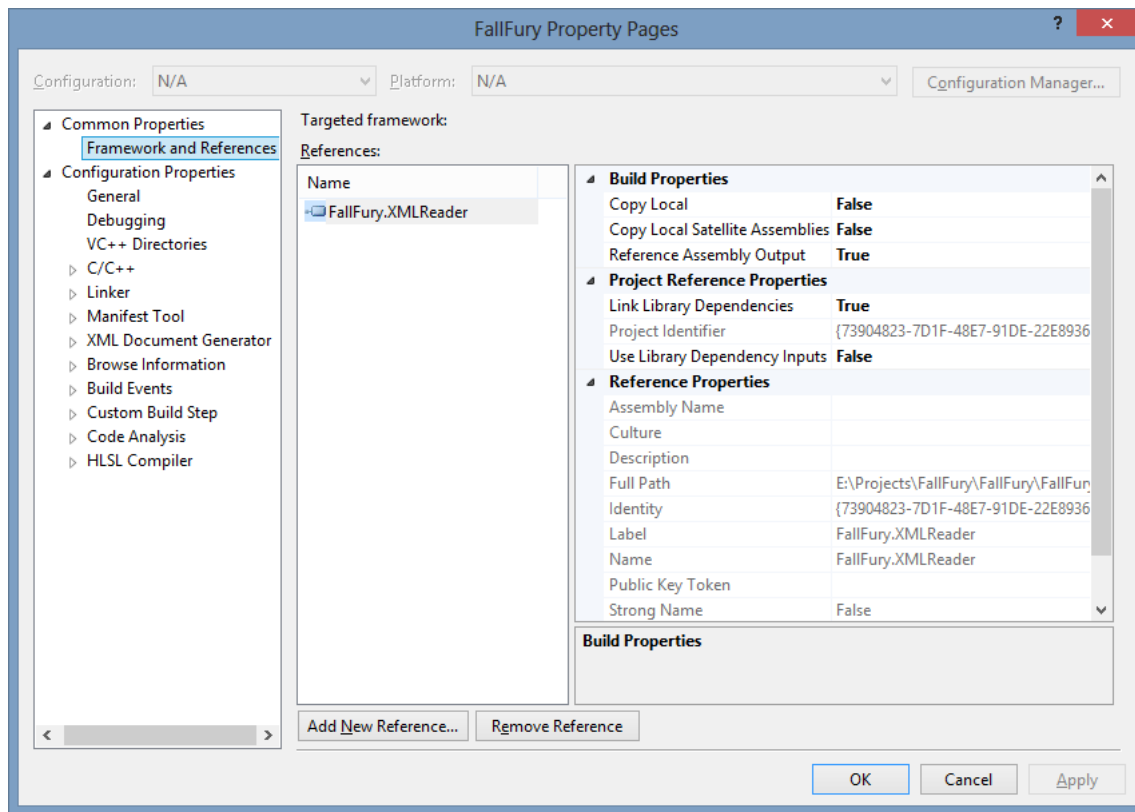 FallFury Property Pages
?
Configuration: N/A Platform: N/A Configuration Manager...
Common Properties
Framework and References
Configuration Properties
General
Debugging
VC++ Directories
C/C++
Linker
Manifest Tool
XML Document Generator
Browse Information
Build Events
Custom Build Step
Code Analysis
HLSL Compiler
Targeted framework:
References:
Name
FallFury.XMLReader
Build Properties
Copy Local False
Copy Local Satellite Assemblies False
Reference Assembly Output True
Project Reference Properties
Link Library Dependencies True
Project Identifier {73904823-7D1F-48E7-91DE-22E8936
Use Library Dependency Inputs False
Reference Properties
Assembly Name
Culture
Description
Full Path E:\Projects\FallFury\FallFury\FallFury
Identity {73904823-7D1F-48E7-91DE-22E8936
Label FallFury.XMLReader
Name FallFury.XMLReader
Public Key Token
Strong Name False
Build Properties
Add New Reference... Remove Reference
OK Cancel Apply